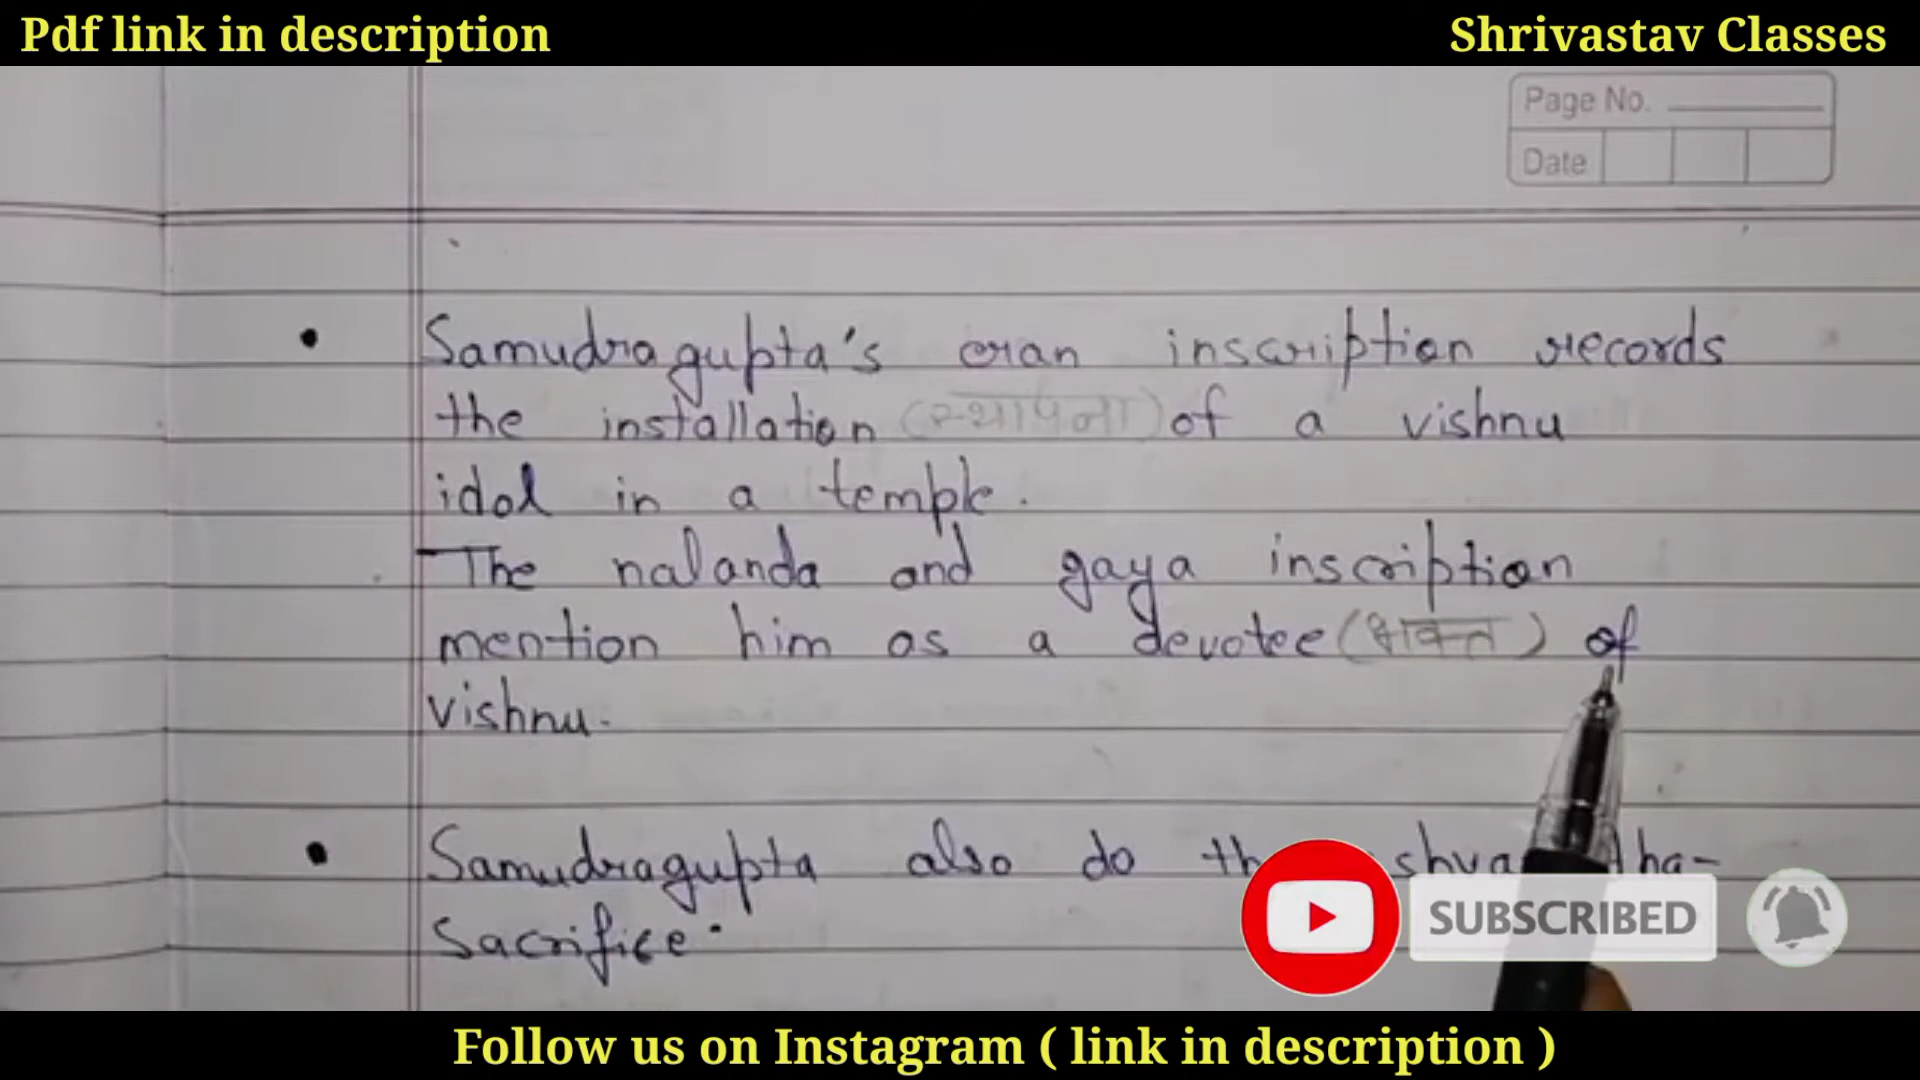 Pdf link in description
Shrivastav Classes
Page No.
Date
• Samudragupta's eran inscription records
the installation (स्थापना) of a vishnu
idol in a temple.
The nalanda and gaya inscription
mention him as a devotee (भक्त) of
vishnu.
• Samudragupta also do
sacrifice.
SUBSCRIBED
Follow us on Instagram ( link in description )